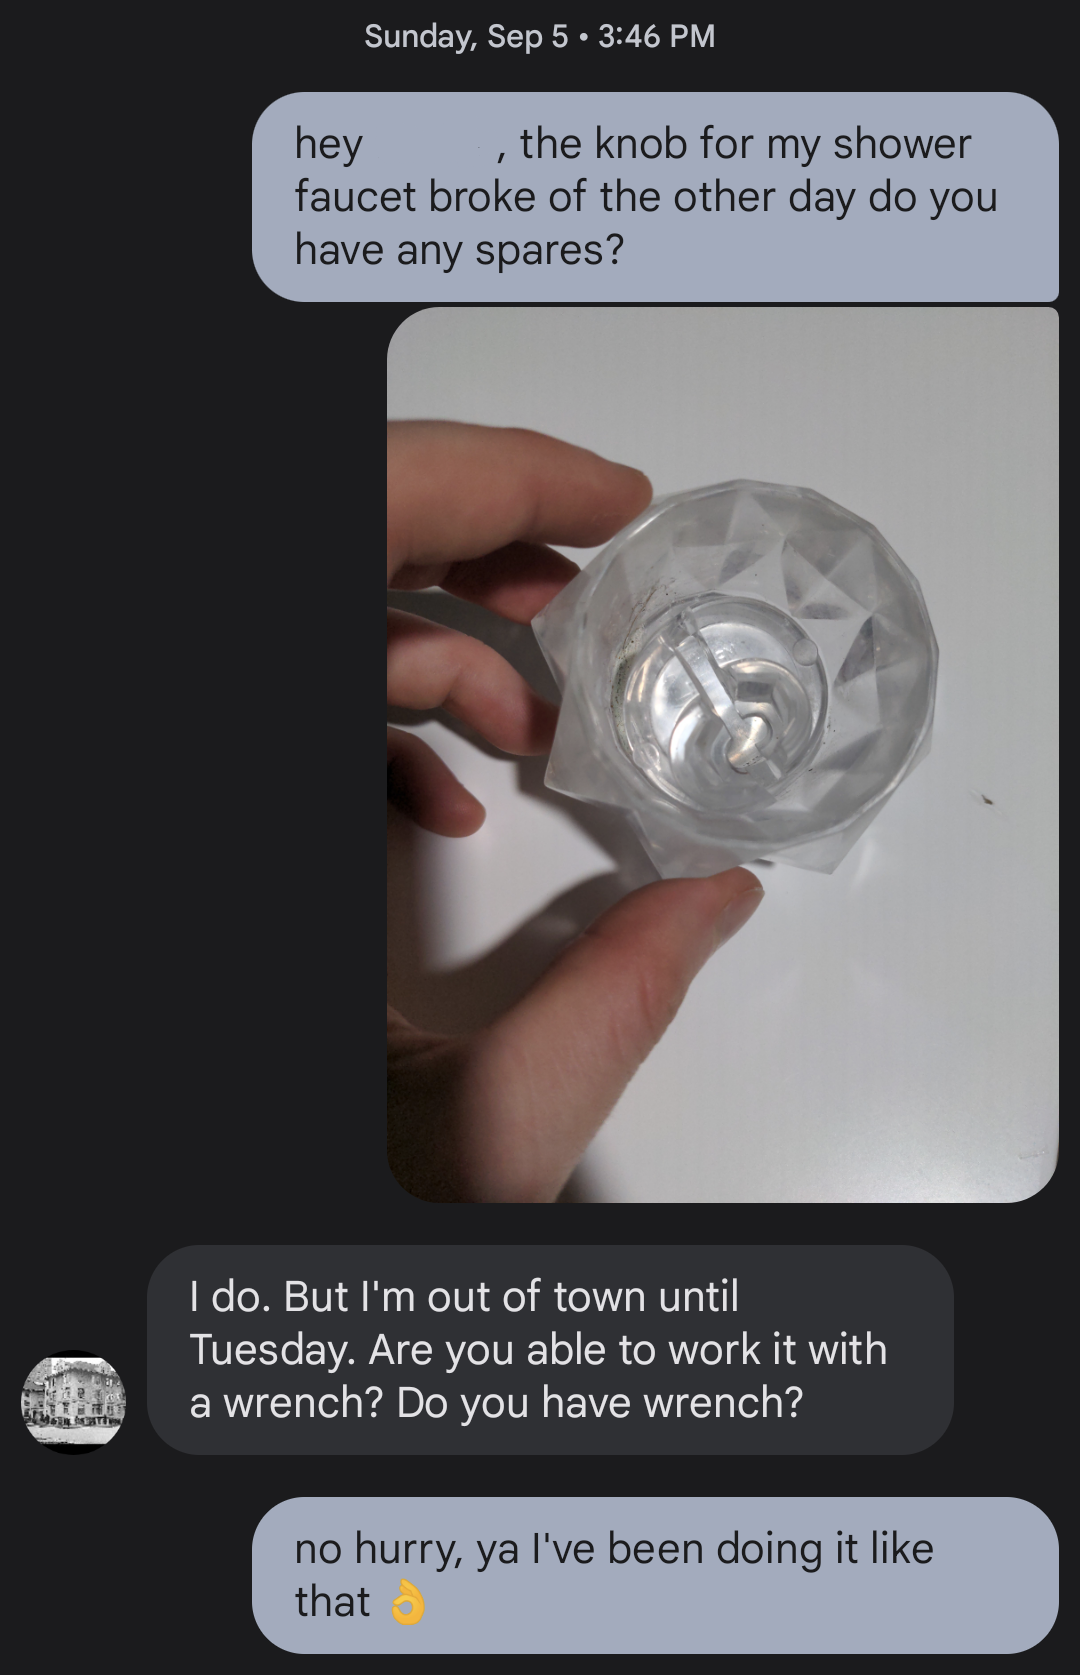 Sunday, Sep 5 • 3:46 PM
hey , the knob for my shower
faucet broke of the other day do you
have any spares?
I do. But I'm out of town until
Tuesday. Are you able to work it with
a wrench? Do you have wrench?
no hurry, ya I've been doing it like
that 👌